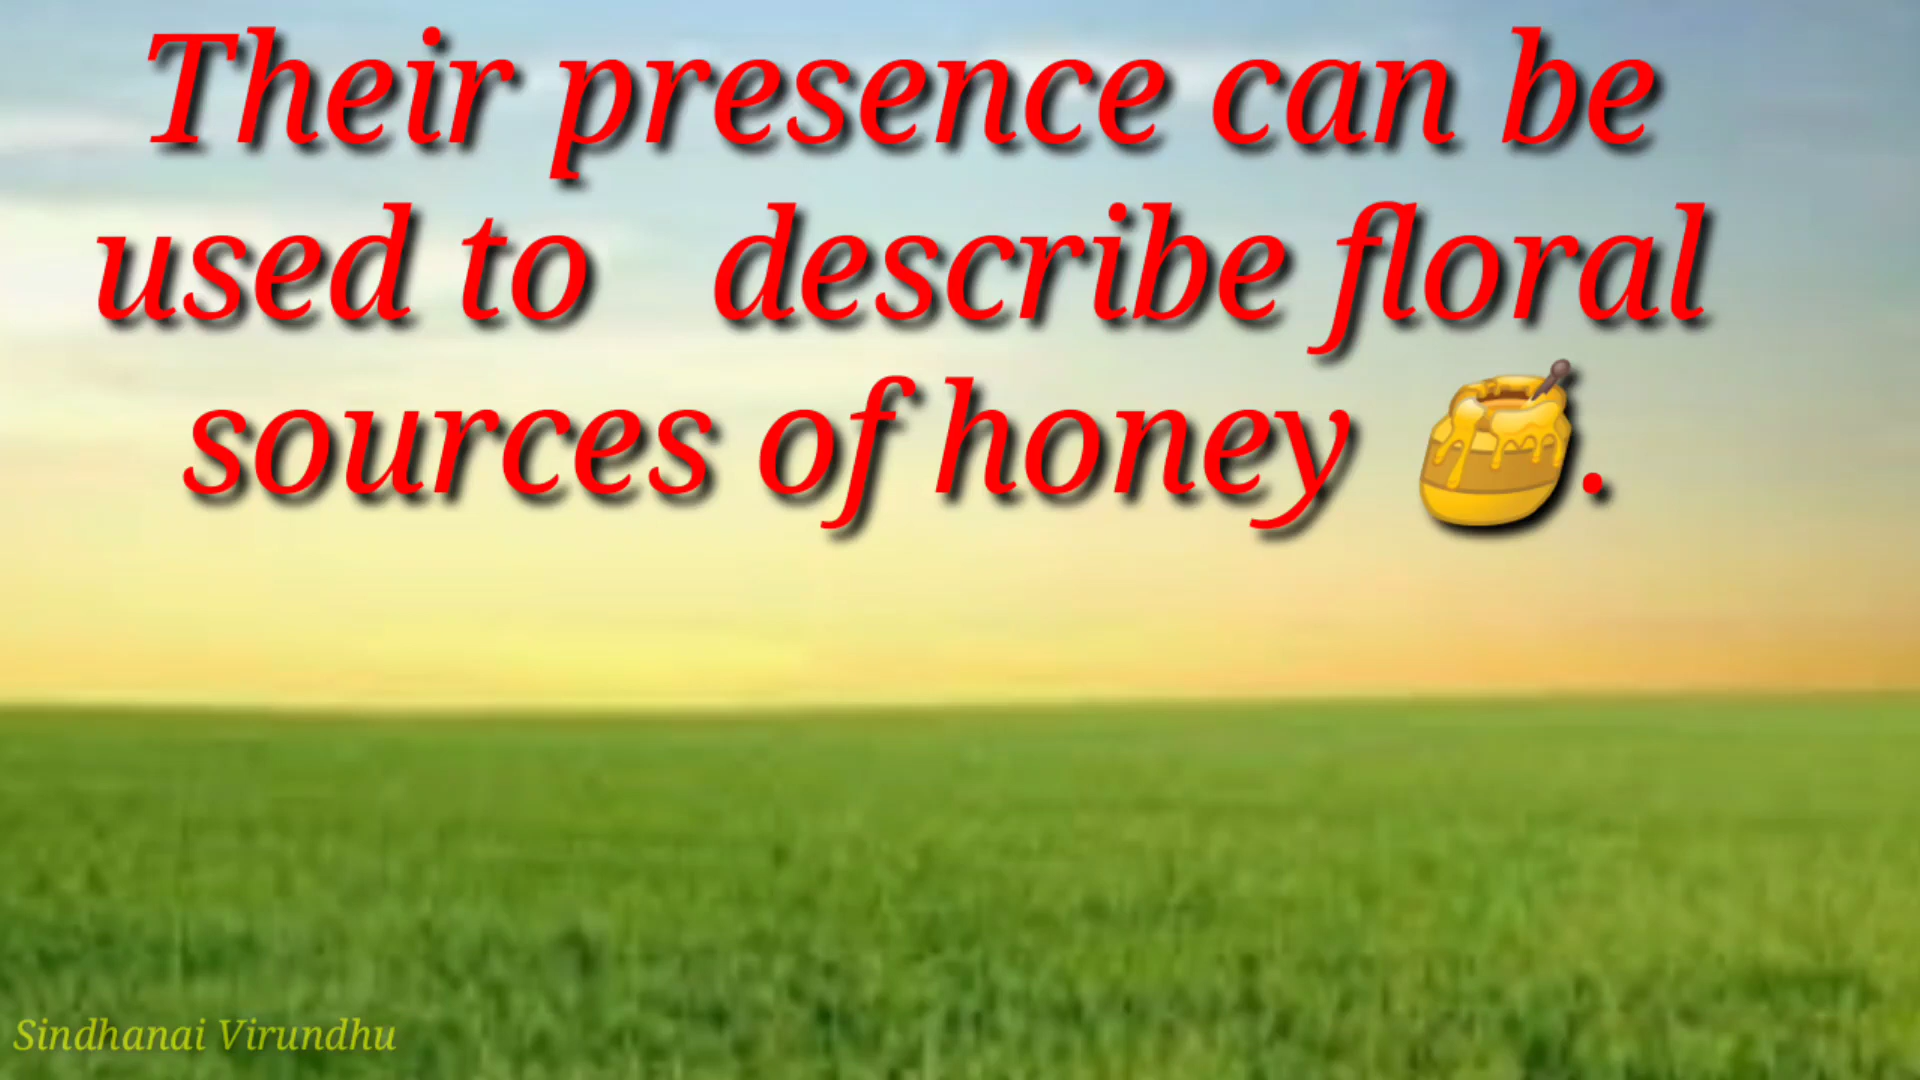 Their presence can be
used to describe floral
sources of honey 🍯.
Sindhanai Virundhu